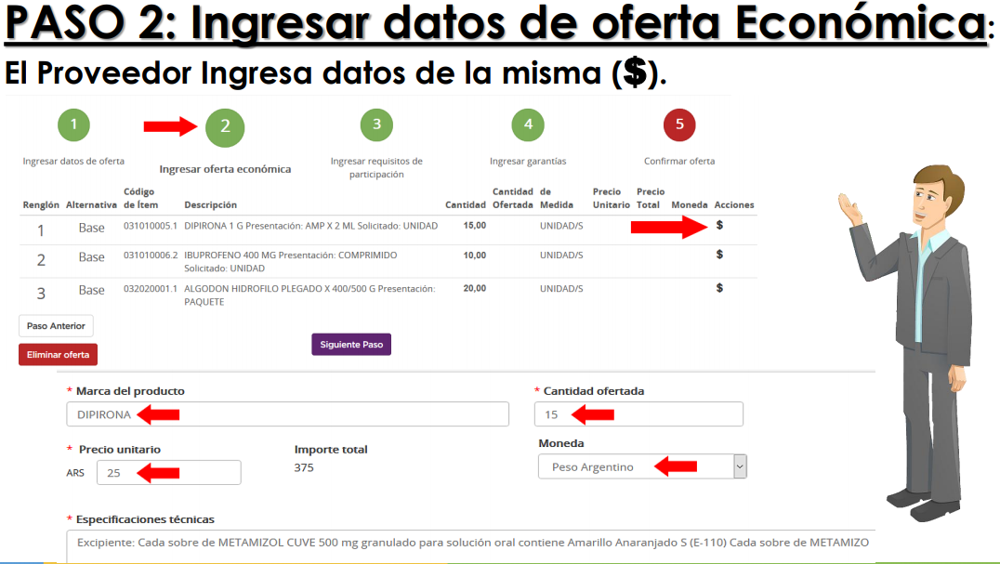 PASO 2: Ingresar datos de oferta Económica:
El Proveedor Ingresa datos de la misma ($).
1 2 3 4 5
Ingresar datos de oferta
Ingresar oferta económica
Ingresar requisitos de
participación
Ingresar garantías
Confirmar oferta
Renglón Alternativa Código de Ítem Descripción Cantidad Cantidad Ofertada de Medida Precio Unitario Precio Total Moneda Acciones
1 Base 031010005.1 DIPIRONA 1 G Presentación: AMP X 2 ML Solicitado: UNIDAD 15,00 UNIDAD/S $
2 Base 031010006.2 IBUPROFENO 400 MG Presentación: COMPRIMIDO 10,00 UNIDAD/S $
Solicitado: UNIDAD
3 Base 032020001.1 ALGODON HIDROFILO PLEGADO X 400/500 G Presentación: 20,00 UNIDAD/S $
PAQUETE
Paso Anterior
Siguiente Paso
Eliminar oferta
* Marca del producto * Cantidad ofertada
DIPIRONA 15
* Precio unitario Importe total Moneda
ARS 25 375 Peso Argentino
* Especificaciones técnicas
Excipiente: Cada sobre de METAMIZOL CUVE 500 mg granulado para solución oral contiene Amarillo Anaranjado S (E-110) Cada sobre de METAMIZO